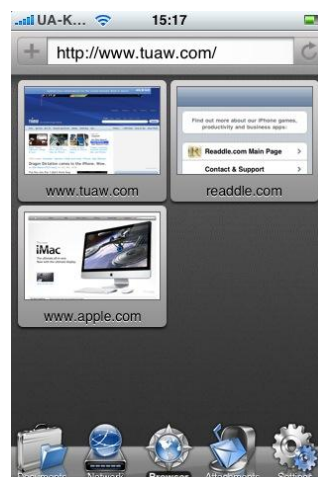 UA-K... 15:17
http://www.tuaw.com/
Find out more about our iPhone games,
productivity and business apps:
Readdle.com Main Page
Contact & Support
www.tuaw.com
readdle.com
iMac
www.apple.com
Documents Network Browser Attachments Settings